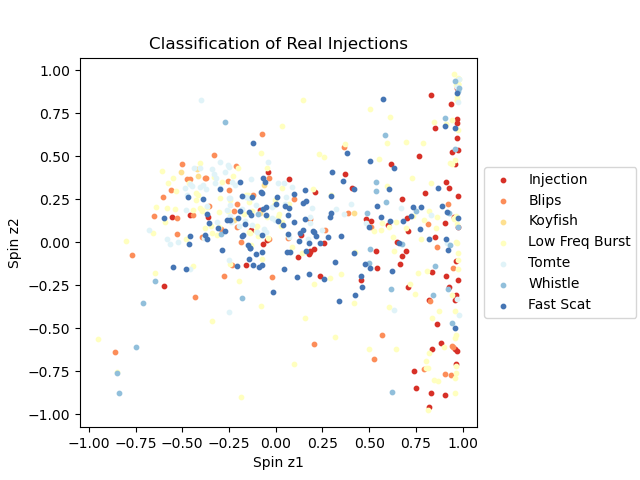 Classification of Real Injections
1.00
0.75
0.50
0.25
0.00
−0.25
−0.50
−0.75
−1.00
Spin z2
−1.00 −0.75 −0.50 −0.25 0.00 0.25 0.50 0.75 1.00
Spin z1
Injection
Blips
Koyfish
Low Freq Burst
Tomte
Whistle
Fast Scat